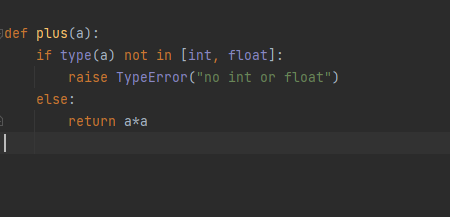 def plus(a):
    if type(a) not in [int, float]:
        raise TypeError("no int or float")
    else:
        return a*a